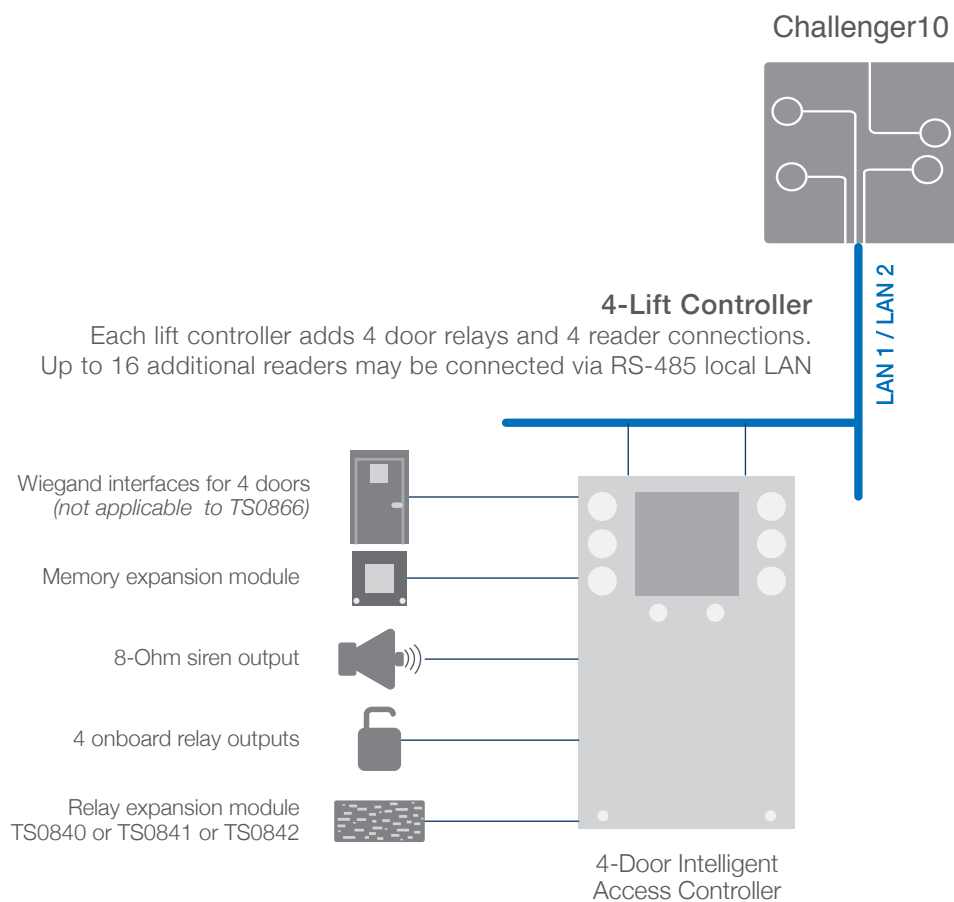 Challenger10
LAN 1 / LAN 2
4-Lift Controller
Each lift controller adds 4 door relays and 4 reader connections.
Up to 16 additional readers may be connected via RS-485 local LAN
Wiegand interfaces for 4 doors
(not applicable to TS0866)
Memory expansion module
8-Ohm siren output
4 onboard relay outputs
Relay expansion module
TS0840 or TS0841 or TS0842
4-Door Intelligent
Access Controller